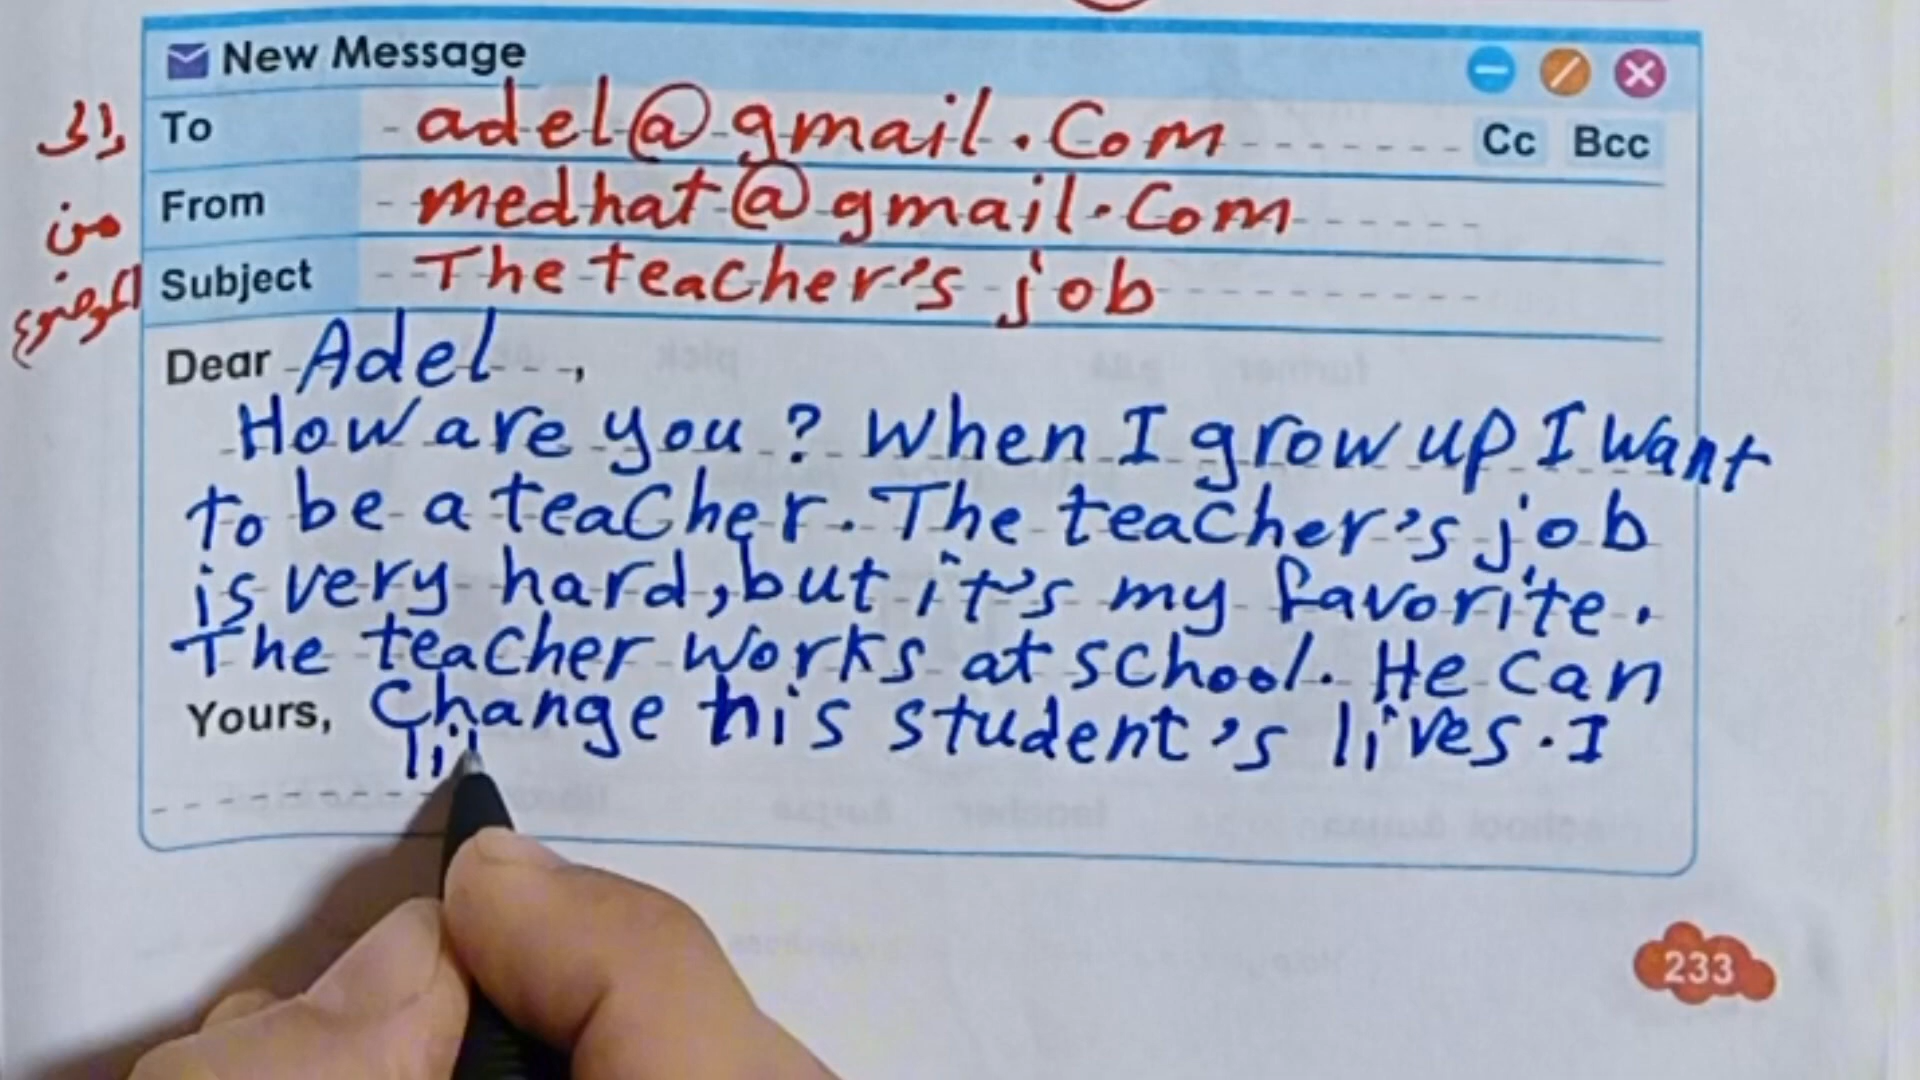 New Message
إلى To adel@gmail.Com Cc Bcc
من From medhat@gmail.Com
الموضوع Subject The teacher's job
Dear Adel,
How are you? When I grow up I want
to be a teacher. The teacher's job
is very hard, but it's my favorite.
The teacher works at school. He can
Yours, Change his student's lives. I
233